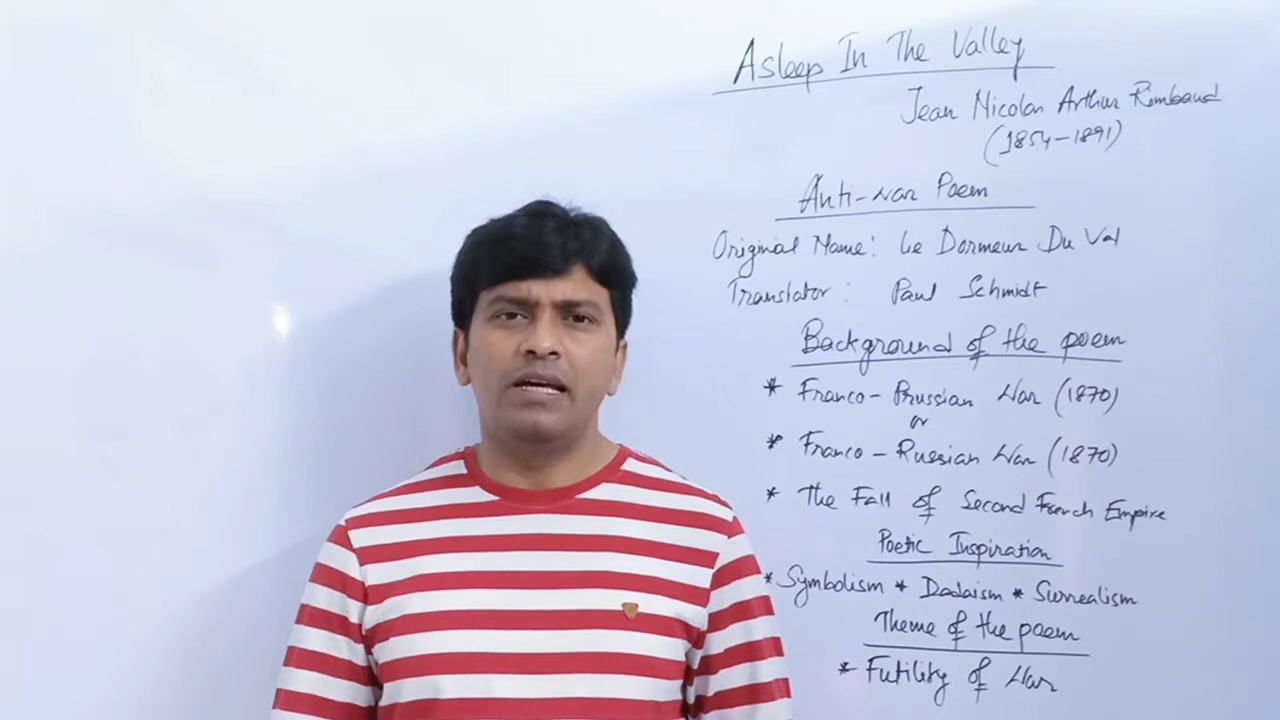 Asleep In The Valley
Jean Nicolas Arthur Rimbaud
(1854-1891)
Anti-war Poem
Original Name: Le Dormeur Du Val
Translator: Paul Schmidt
Background of the poem
* Franco-Prussian War (1870)
or
* Franco-Russian War (1870)
* The Fall of Second French Empire
Poetic Inspiration
* Symbolism * Dadaism * Surrealism
Theme of the poem
* Futility of War